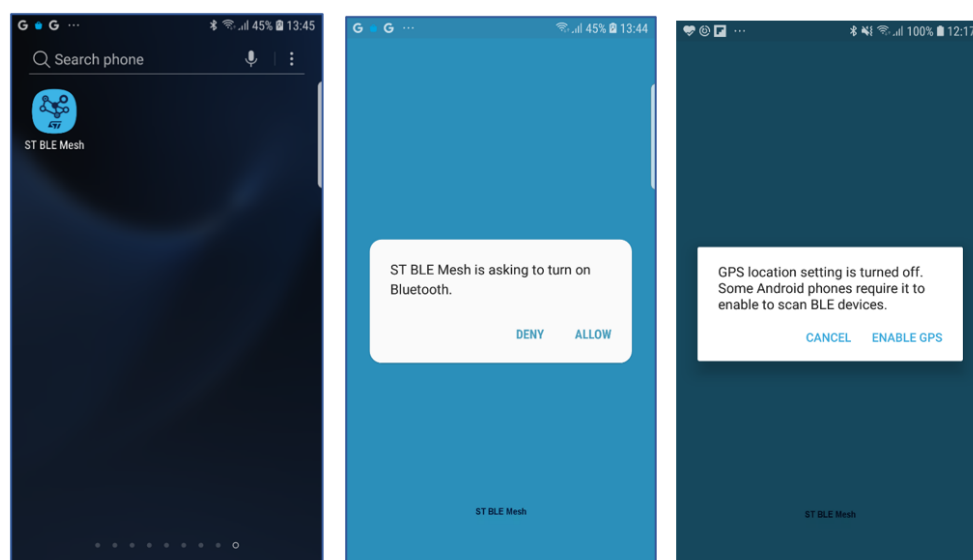 G G ... 45% 13:45
Search phone
ST BLE Mesh
G G ... 45% 13:44
ST BLE Mesh is asking to turn on
Bluetooth.
DENY ALLOW
ST BLE Mesh
... 100% 12:17
GPS location setting is turned off.
Some Android phones require it to
enable to scan BLE devices.
CANCEL ENABLE GPS
ST BLE Mesh